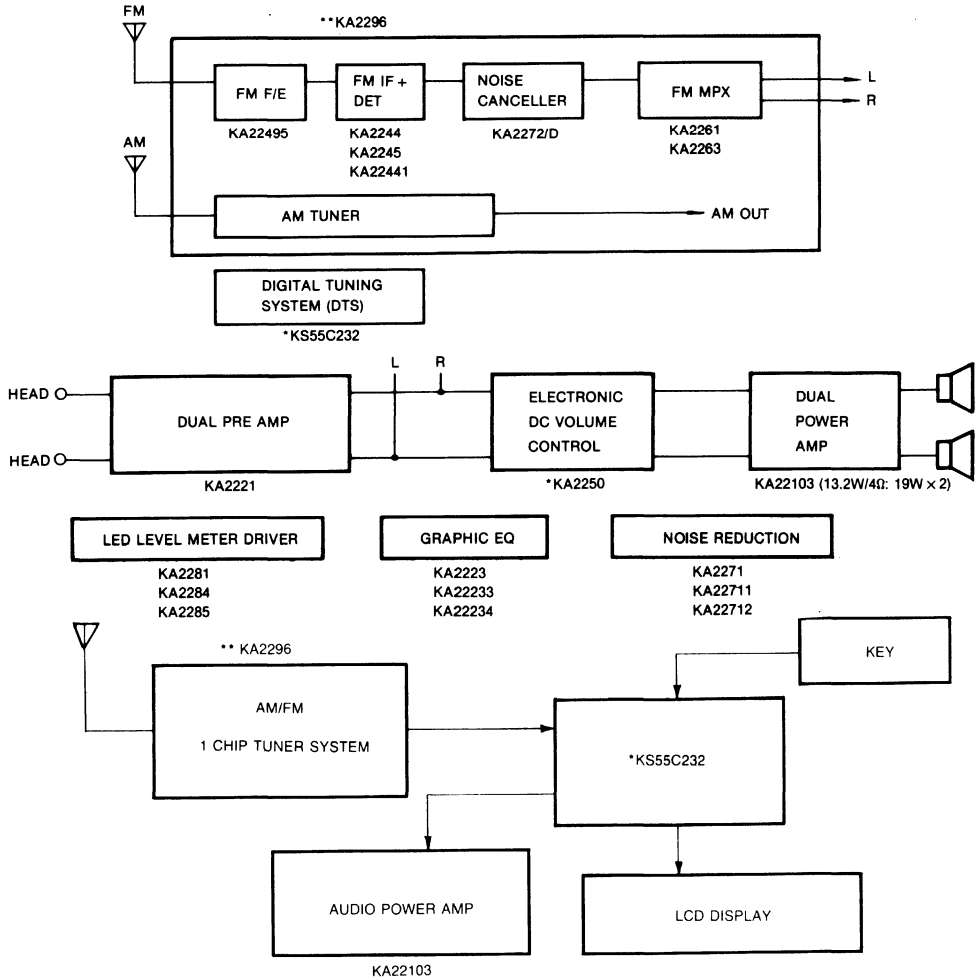 FM
**KA2296
FM F/E
FM IF +
DET
NOISE
CANCELLER
FM MPX
L
R
KA22495
KA2244
KA2245
KA22441
KA2272/D
KA2261
KA2263
AM
AM TUNER
AM OUT
DIGITAL TUNING
SYSTEM (DTS)
*KS55C232
L
R
HEAD
HEAD
DUAL PRE AMP
ELECTRONIC
DC VOLUME
CONTROL
DUAL
POWER
AMP
KA2221
*KA2250
KA22103 (13.2W/4Ω: 19W × 2)
LED LEVEL METER DRIVER
GRAPHIC EQ
NOISE REDUCTION
KA2281
KA2284
KA2285
KA2223
KA22233
KA22234
KA2271
KA22711
KA22712
** KA2296
AM/FM
1 CHIP TUNER SYSTEM
KEY
*KS55C232
AUDIO POWER AMP
LCD DISPLAY
KA22103